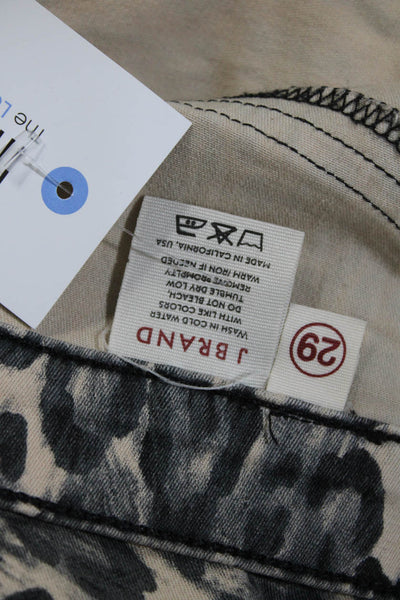 J BRAND
WASH IN COLD WATER
WITH LIKE COLORS
DO NOT BLEACH,
TUMBLE DRY LOW
REMOVE PROMPTLY
WARM IRON IF NEEDED
MADE IN CALIFORNIA, USA
29
The